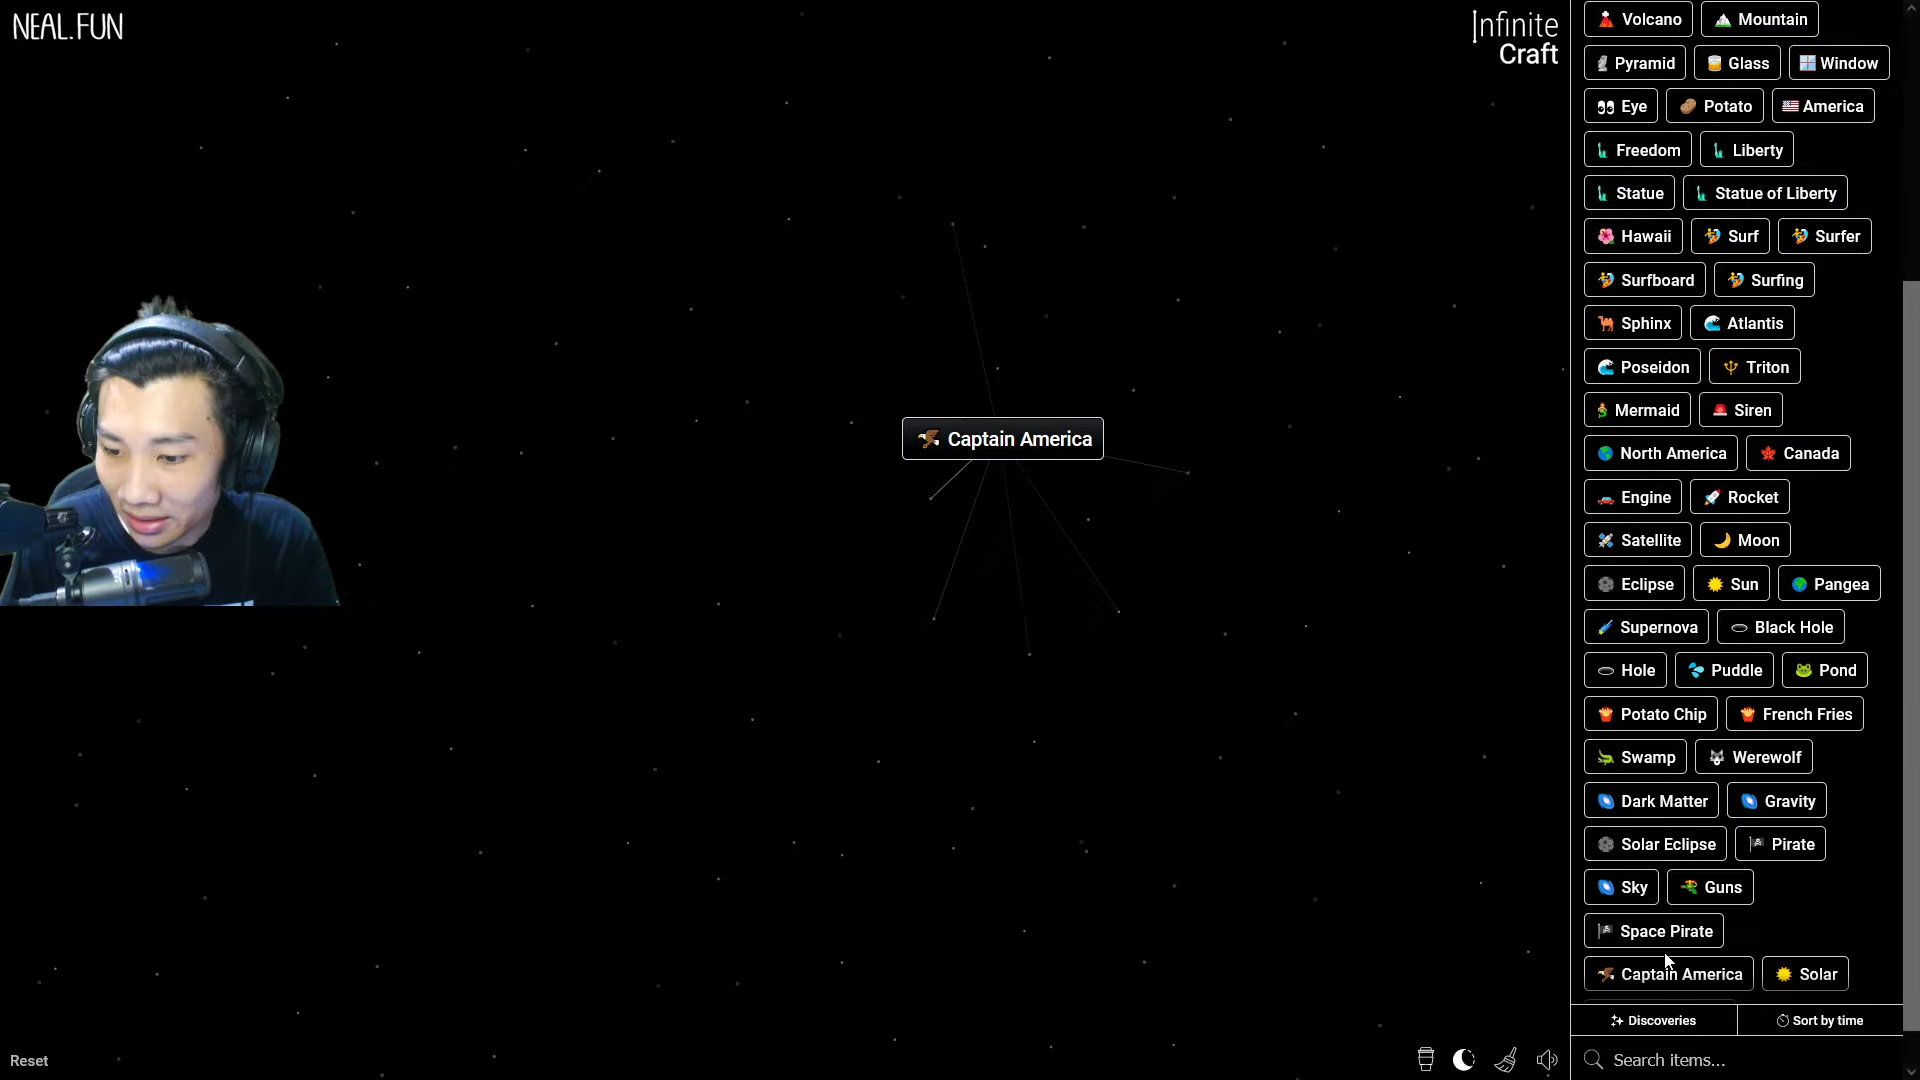 NEAL.FUN
Infinite
Craft
Captain America
Volcano Mountain
Pyramid Glass Window
Eye Potato America
Freedom Liberty
Statue Statue of Liberty
Hawaii Surf Surfer
Surfboard Surfing
Sphinx Atlantis
Poseidon Triton
Mermaid Siren
North America Canada
Engine Rocket
Satellite Moon
Eclipse Sun Pangea
Supernova Black Hole
Hole Puddle Pond
Potato Chip French Fries
Swamp Werewolf
Dark Matter Gravity
Solar Eclipse Pirate
Sky Guns
Space Pirate
Captain America Solar
Discoveries Sort by time
Search items...
Reset